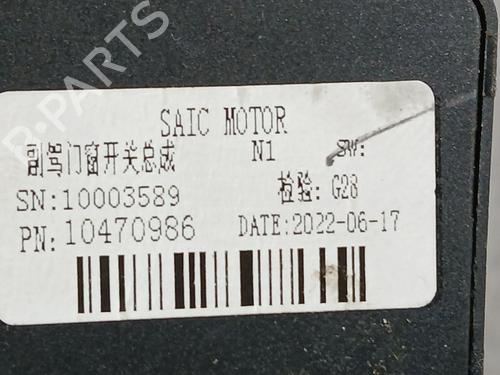 SAIC MOTOR
副驾门窗开关总成 N1 SW:
SN:10003589 检验: G28
PN:10470986 DATE:2022-06-17
R-PARTS